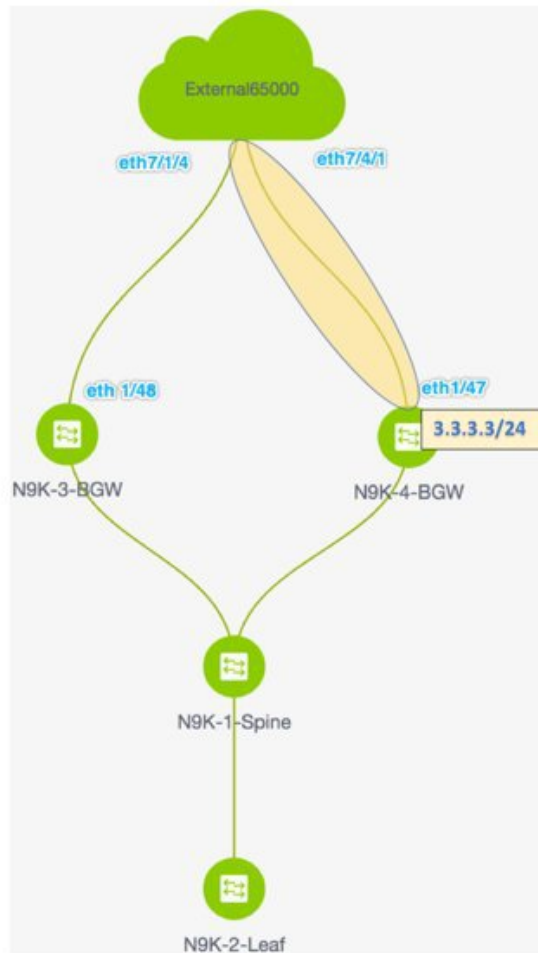 External65000
eth7/1/4
eth7/4/1
eth 1/48
eth1/47
3.3.3.3/24
N9K-3-BGW
N9K-4-BGW
N9K-1-Spine
N9K-2-Leaf